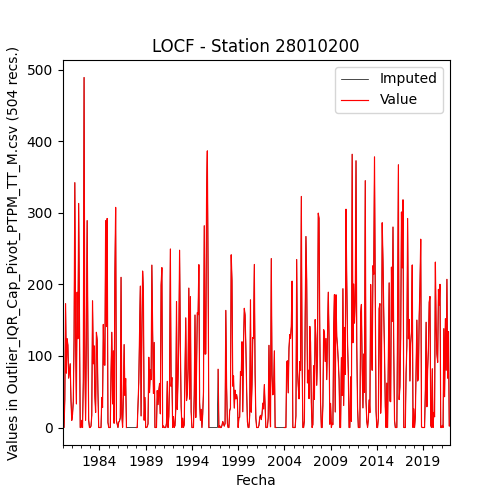 LOCF - Station 28010200
Imputed
Value
500
400
300
200
100
0
Values in Outlier_IQR_Cap_Pivot_PTPM_TT_M.csv (504 recs.)
1984 1989 1994 1999 2004 2009 2014 2019
Fecha